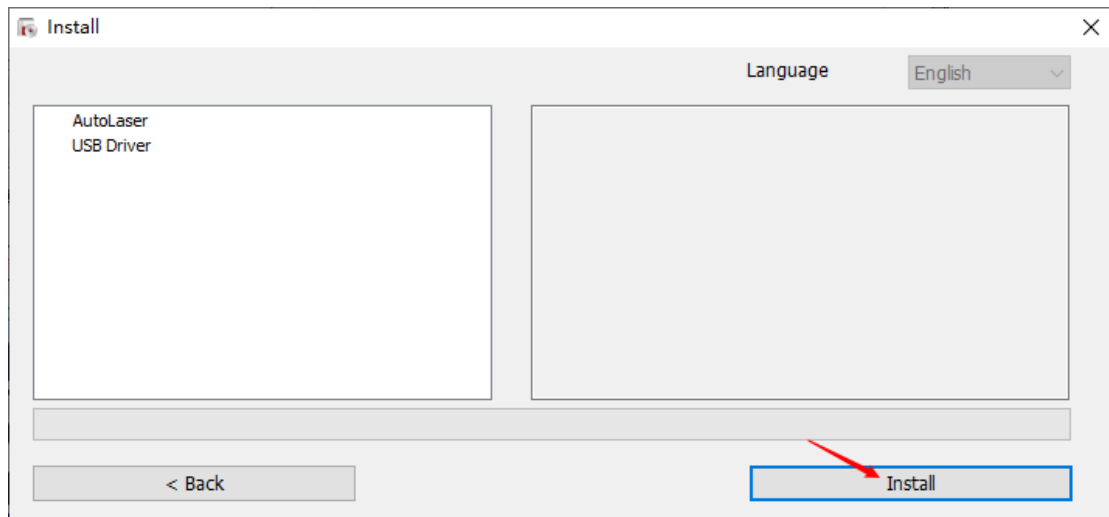 Install
Language English
AutoLaser
USB Driver
< Back
Install